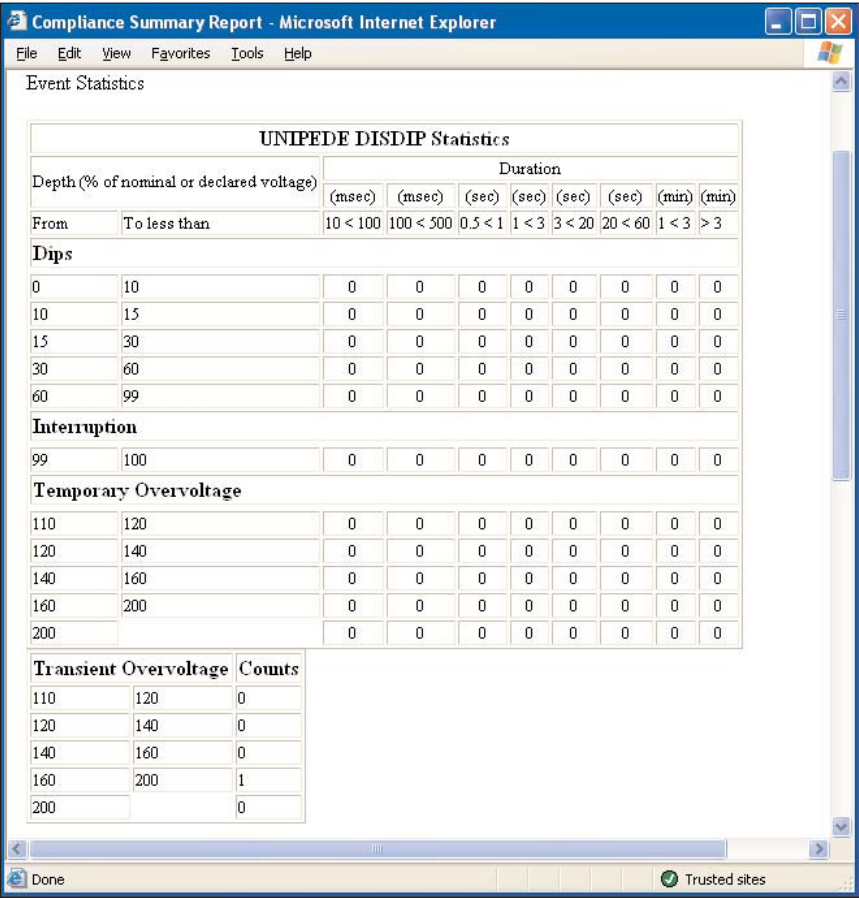 Compliance Summary Report - Microsoft Internet Explorer
File Edit View Favorites Tools Help
Event Statistics
UNIPEDE DISDIP Statistics
Depth (% of nominal or declared voltage) Duration
(msec) (msec) (sec) (sec) (sec) (sec) (min) (min)
From To less than 10 < 100 100 < 500 0.5 < 1 1 < 3 3 < 20 20 < 60 1 < 3 > 3
Dips
0 10 0 0 0 0 0 0 0 0
10 15 0 0 0 0 0 0 0 0
15 30 0 0 0 0 0 0 0 0
30 60 0 0 0 0 0 0 0 0
60 99 0 0 0 0 0 0 0 0
Interruption
99 100 0 0 0 0 0 0 0 0
Temporary Overvoltage
110 120 0 0 0 0 0 0 0 0
120 140 0 0 0 0 0 0 0 0
140 160 0 0 0 0 0 0 0 0
160 200 0 0 0 0 0 0 0 0
200 0 0 0 0 0 0 0 0
Transient Overvoltage Counts
110 120 0
120 140 0
140 160 0
160 200 1
200 0
Done Trusted sites